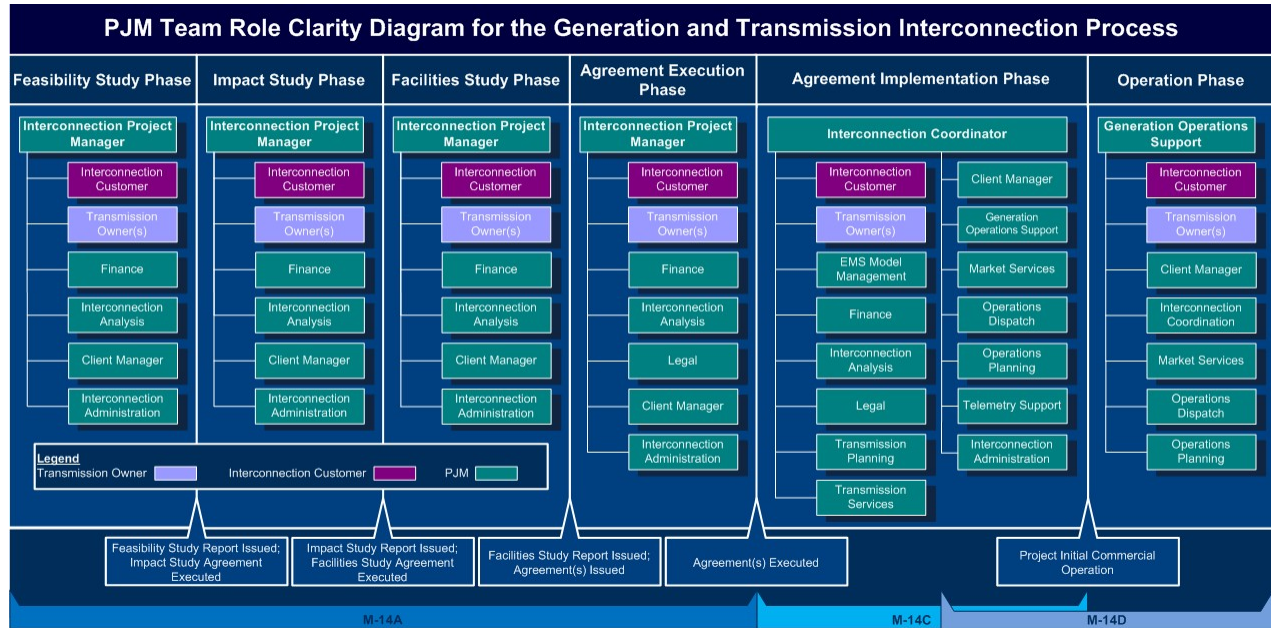 PJM Team Role Clarity Diagram for the Generation and Transmission Interconnection Process
Feasibility Study Phase
Impact Study Phase
Facilities Study Phase
Agreement Execution
Phase
Agreement Implementation Phase
Operation Phase
Interconnection Project
Manager
Interconnection
Customer
Transmission
Owner(s)
Finance
Interconnection
Analysis
Client Manager
Interconnection
Administration
Interconnection Project
Manager
Interconnection
Customer
Transmission
Owner(s)
Finance
Interconnection
Analysis
Client Manager
Interconnection
Administration
Interconnection Project
Manager
Interconnection
Customer
Transmission
Owner(s)
Finance
Interconnection
Analysis
Client Manager
Interconnection
Administration
Interconnection Project
Manager
Interconnection
Customer
Transmission
Owner(s)
Finance
Interconnection
Analysis
Legal
Client Manager
Interconnection
Administration
Interconnection Coordinator
Interconnection
Customer
Transmission
Owner(s)
EMS Model
Management
Finance
Interconnection
Analysis
Legal
Transmission
Planning
Transmission
Services
Client Manager
Generation
Operations Support
Market Services
Operations
Dispatch
Operations
Planning
Telemetry Support
Interconnection
Administration
Generation Operations
Support
Interconnection
Customer
Transmission
Owner(s)
Client Manager
Interconnection
Coordination
Market Services
Operations
Dispatch
Operations
Planning
Legend
Transmission Owner
Interconnection Customer
PJM
Feasibility Study Report Issued;
Impact Study Agreement
Executed
Impact Study Report Issued;
Facilities Study Agreement
Executed
Facilities Study Report Issued;
Agreement(s) Issued
Agreement(s) Executed
Project Initial Commercial
Operation
M-14A
M-14C
M-14D